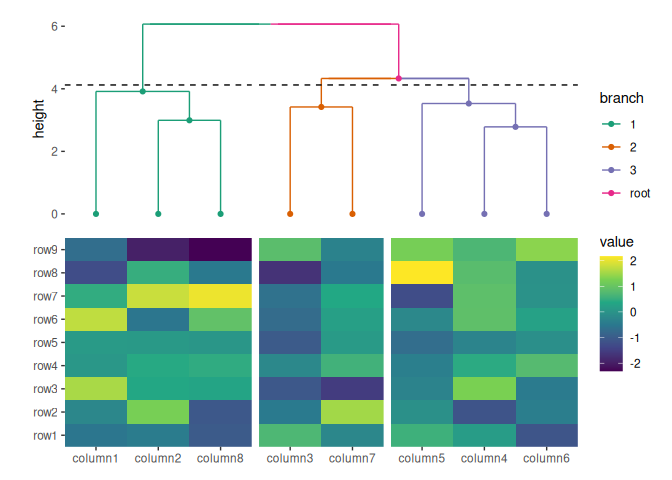 6
4
2
0
height
branch
1
2
3
root
row9
row8
row7
row6
row5
row4
row3
row2
row1
value
2
1
0
-1
-2
column1 column2 column8 column3 column7 column5 column4 column6